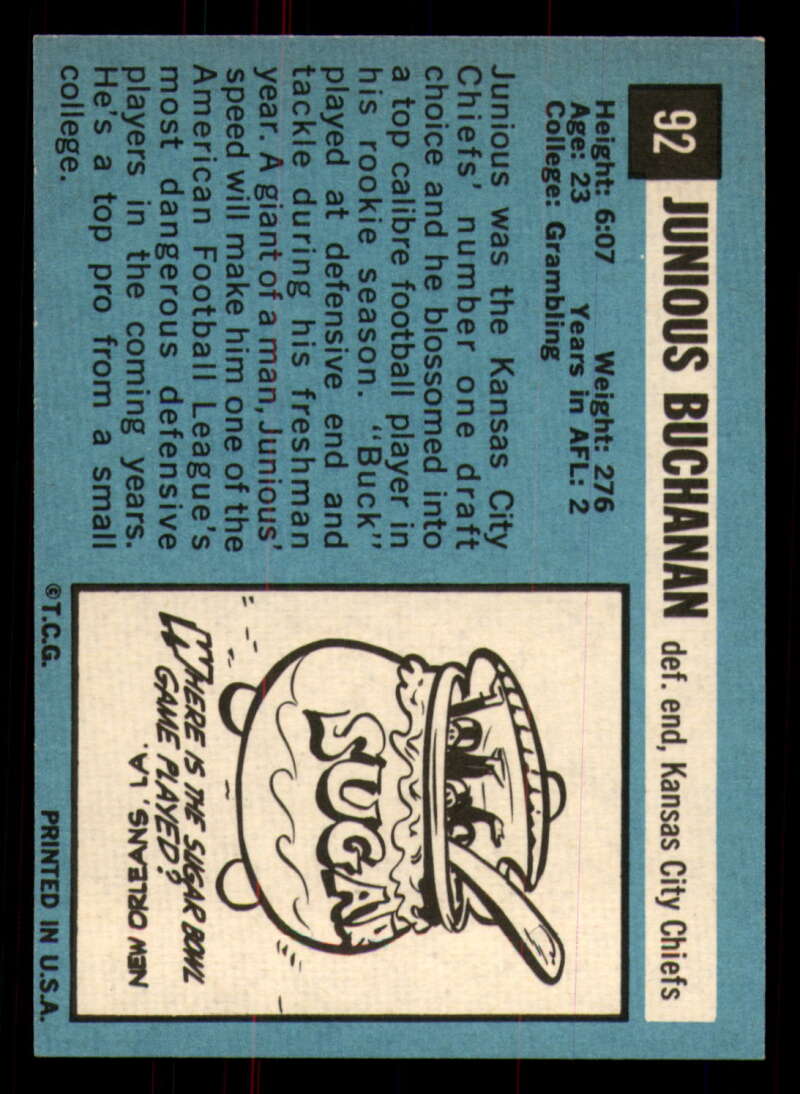 92
JUNIOUS BUCHANAN def. end, Kansas City Chiefs
Height: 6:07 Weight: 276
Age: 23 Years in AFL: 2
College: Grambling
Junious was the Kansas City
Chiefs' number one draft
choice and he blossomed into
a top calibre football player in
his rookie season. "Buck"
played at defensive end and
tackle during his freshman
year. A giant of a man, Junious'
speed will make him one of the
American Football League's
most dangerous defensive
players in the coming years.
He's a top pro from a small
college.
SUGAR
WHERE IS THE SUGAR BOWL
GAME PLAYED?
NEW ORLEANS, LA.
©T.C.G. PRINTED IN U.S.A.